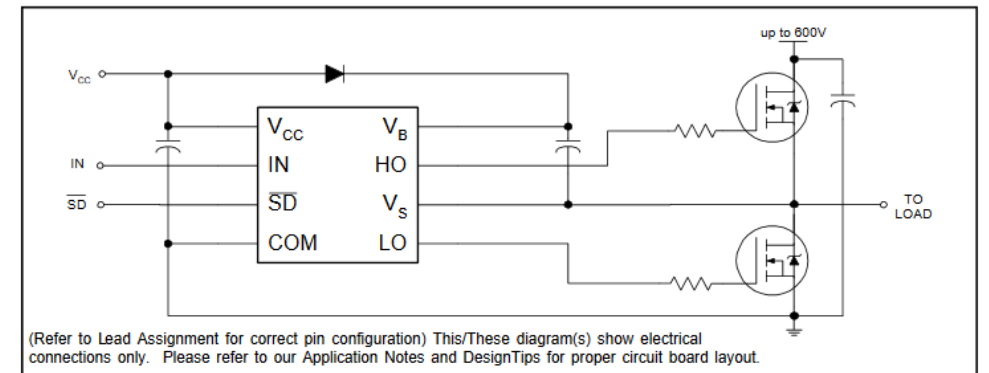 up to 600V
VCC
VCC
VB
IN
IN
HO
SD
SD
VS
TO
LOAD
COM
LO
(Refer to Lead Assignment for correct pin configuration) This/These diagram(s) show electrical
connections only. Please refer to our Application Notes and DesignTips for proper circuit board layout.